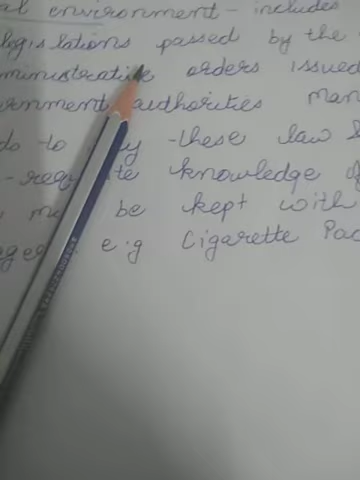 al environment - includes
legislations passed by the
ministrative orders issued
ernment authorities man
do to these law
knowledge of
be kept with
e.g Cigarette Pac